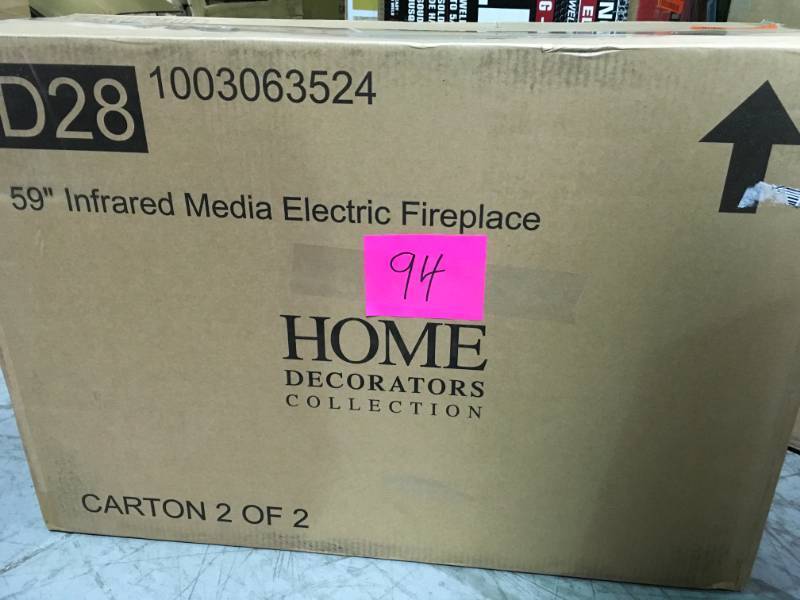 D28
1003063524
59" Infrared Media Electric Fireplace
94
HOME
DECORATORS
COLLECTION
CARTON 2 OF 2